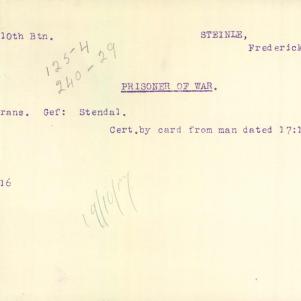 10th Btn. STEINLE,
Frederick
125-4
240-29
PRISONER OF WAR.
rans. Gef: Stendal.
Cert.by card from man dated 17:1
16
19/10/17